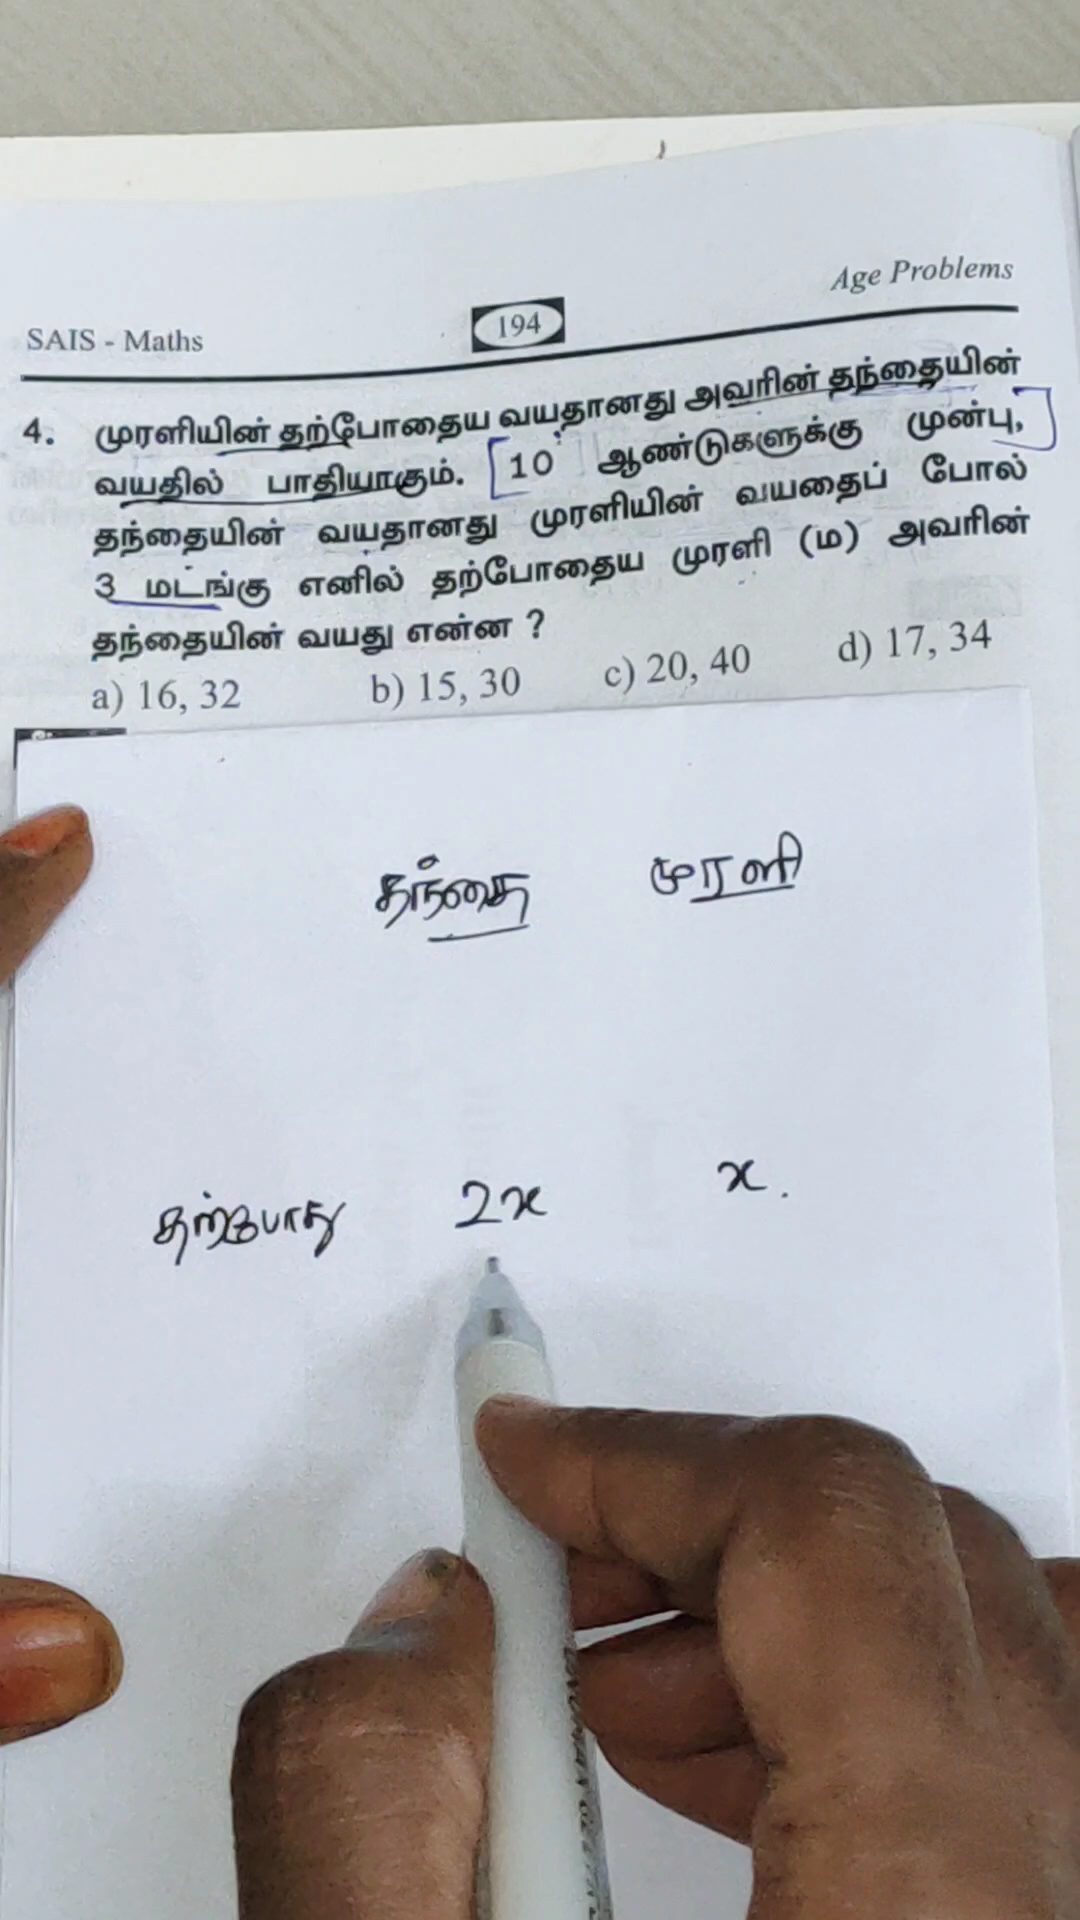 Age Problems
SAIS - Maths
194
4. முரளியின் தற்போதைய வயதானது அவரின் தந்தையின்
வயதில் பாதியாகும். [10 ஆண்டுகளுக்கு முன்பு,]
தந்தையின் வயதானது முரளியின் வயதைப் போல்
3 மடங்கு எனில் தற்போதைய முரளி (ம) அவரின்
தந்தையின் வயது என்ன ?
a) 16, 32 b) 15, 30 c) 20, 40 d) 17, 34
தந்தை முரளி
தற்போது 2x x.